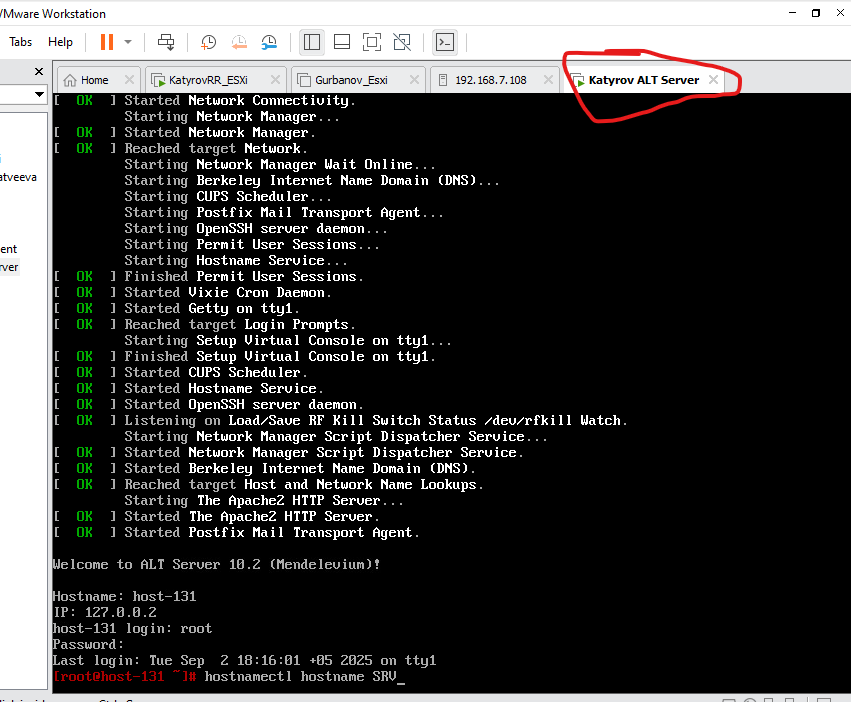 VMware Workstation
Tabs Help
Home KatyrovRR_ESXi Gurbanov_Esxi 192.168.7.108 Katyrov ALT Server
atveeva
ent
rver
[ OK ] Started Network Connectivity.
Starting Network Manager...
[ OK ] Started Network Manager.
[ OK ] Reached target Network.
Starting Network Manager Wait Online...
Starting Berkeley Internet Name Domain (DNS)...
Starting CUPS Scheduler...
Starting Postfix Mail Transport Agent...
Starting OpenSSH server daemon...
Starting Permit User Sessions...
Starting Hostname Service...
[ OK ] Finished Permit User Sessions.
[ OK ] Started Vixie Cron Daemon.
[ OK ] Started Getty on tty1.
[ OK ] Reached target Login Prompts.
Starting Setup Virtual Console on tty1...
[ OK ] Finished Setup Virtual Console on tty1.
[ OK ] Started CUPS Scheduler.
[ OK ] Started Hostname Service.
[ OK ] Started OpenSSH server daemon.
[ OK ] Listening on Load/Save RF Kill Switch Status /dev/rfkill Watch.
Starting Network Manager Script Dispatcher Service...
[ OK ] Started Network Manager Script Dispatcher Service.
[ OK ] Started Berkeley Internet Name Domain (DNS).
[ OK ] Reached target Host and Network Name Lookups.
Starting The Apache2 HTTP Server...
[ OK ] Started The Apache2 HTTP Server.
[ OK ] Started Postfix Mail Transport Agent.
Welcome to ALT Server 10.2 (Mendelevium)!
Hostname: host-131
IP: 127.0.0.2
host-131 login: root
Password:
Last login: Tue Sep 2 18:16:01 +05 2025 on tty1
[root@host-131 ~]# hostnamectl hostname SRV_